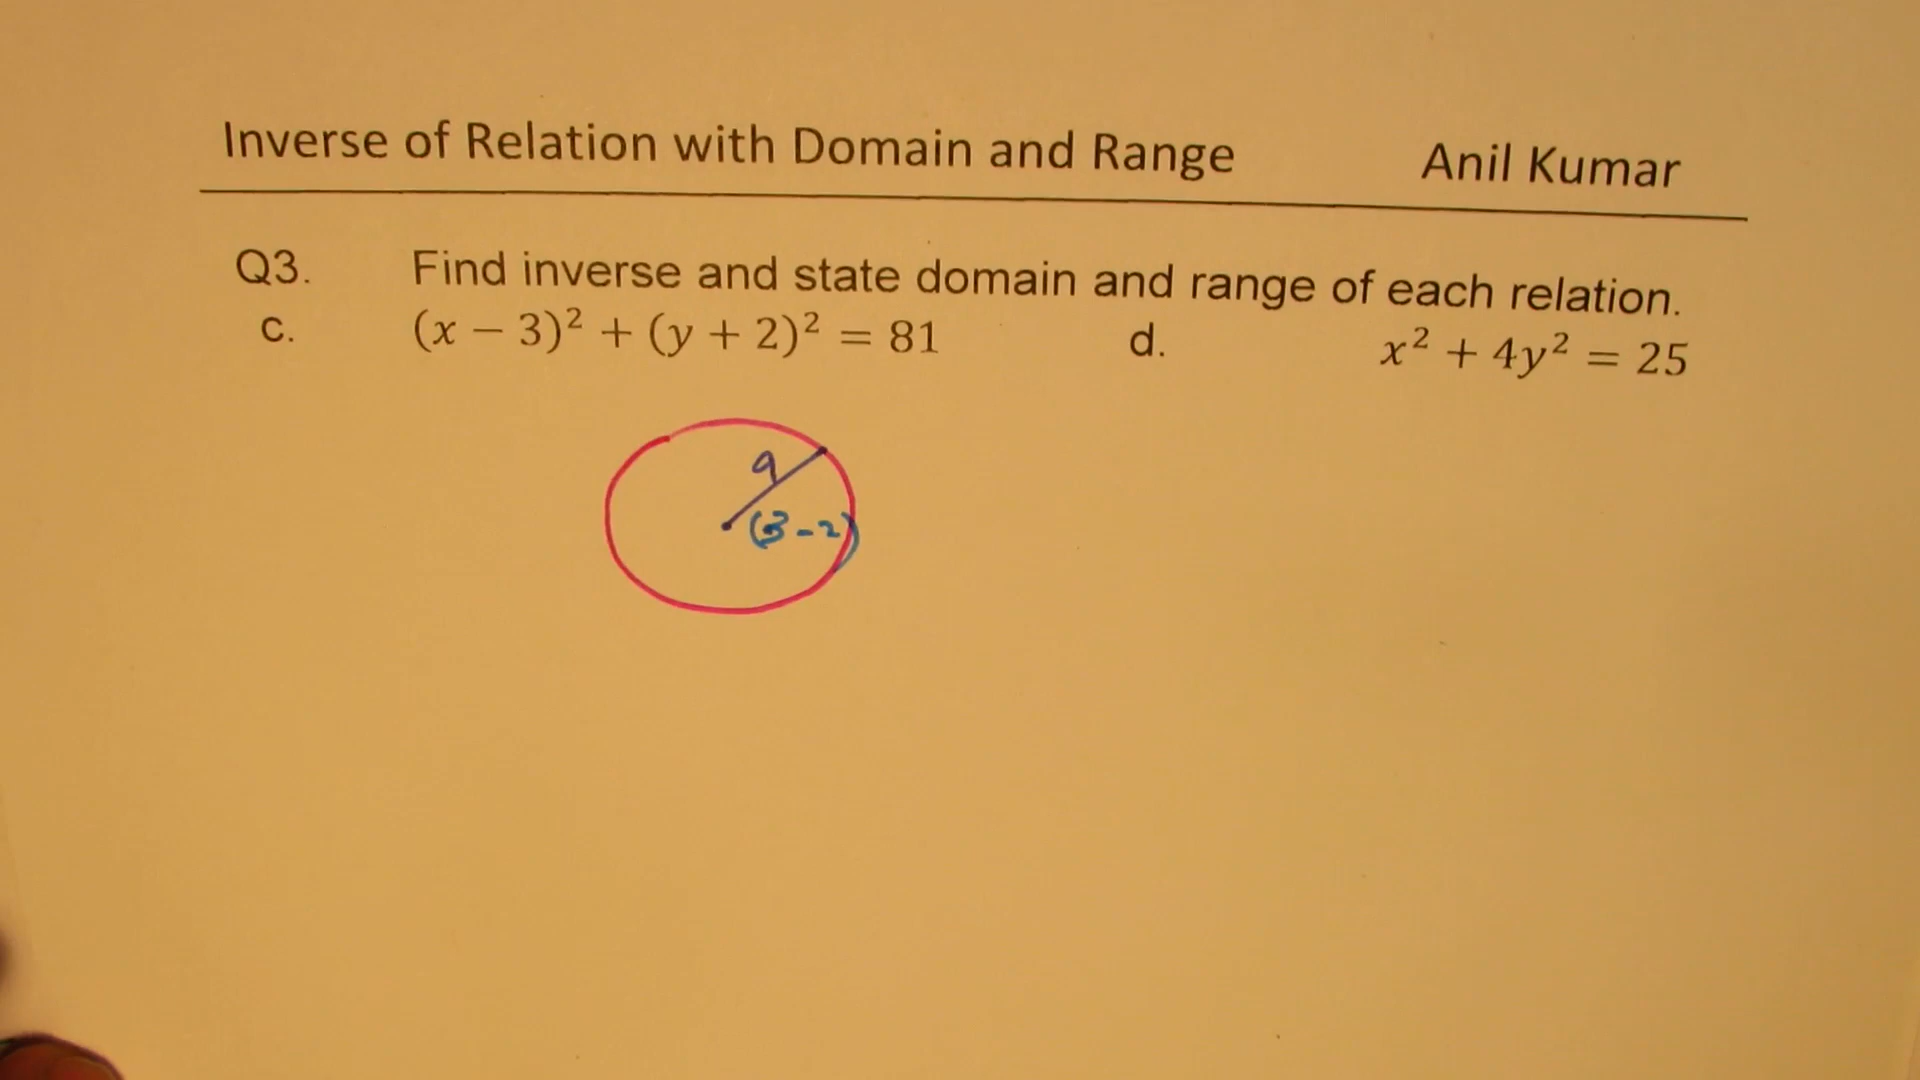 Inverse of Relation with Domain and Range Anil Kumar
Q3. Find inverse and state domain and range of each relation.
c. (x − 3)² + (y + 2)² = 81 d. x² + 4y² = 25
9
(3 - 2)